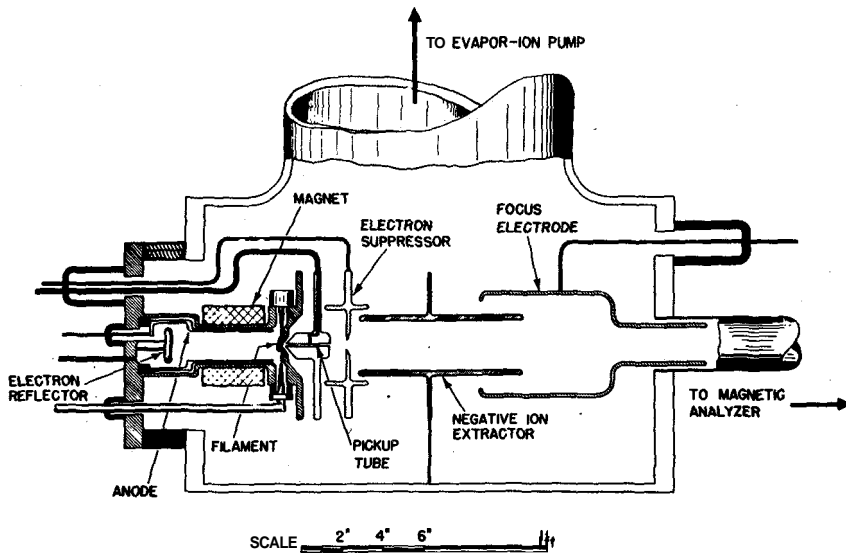 TO EVAPOR-ION PUMP
MAGNET
ELECTRON
SUPPRESSOR
FOCUS
ELECTRODE
ELECTRON
REFLECTOR
FILAMENT
ANODE
PICKUP
TUBE
NEGATIVE ION
EXTRACTOR
TO MAGNETIC
ANALYZER
SCALE 2" 4" 6"